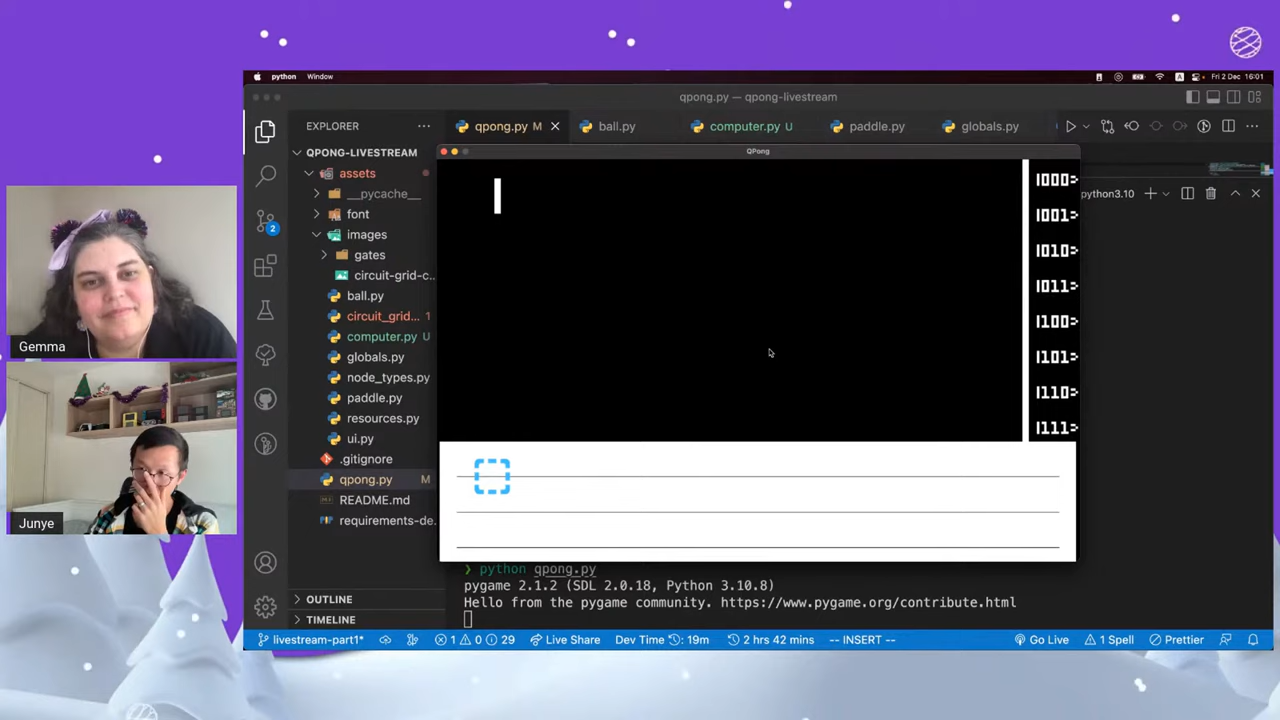 python Window
Fri 2 Dec 16:01
qpong.py — qpong-livestream
EXPLORER
qpong.py M
ball.py
computer.py U
paddle.py
globals.py
QPONG-LIVESTREAM
QPong
assets
__pycache__
font
images
gates
circuit-grid-c...
ball.py
circuit_grid... 1
computer.py U
globals.py
node_types.py
paddle.py
resources.py
ui.py
.gitignore
qpong.py M
README.md
requirements-de...
OUTLINE
TIMELINE
2
python3.10
|000>
|001>
|010>
|011>
|100>
|101>
|110>
|111>
❯ python qpong.py
pygame 2.1.2 (SDL 2.0.18, Python 3.10.8)
Hello from the pygame community. https://www.pygame.org/contribute.html
livestream-part1* 1 0 29 Live Share Dev Time: 19m 2 hrs 42 mins -- INSERT -- Go Live 1 Spell Prettier
Gemma
Junye